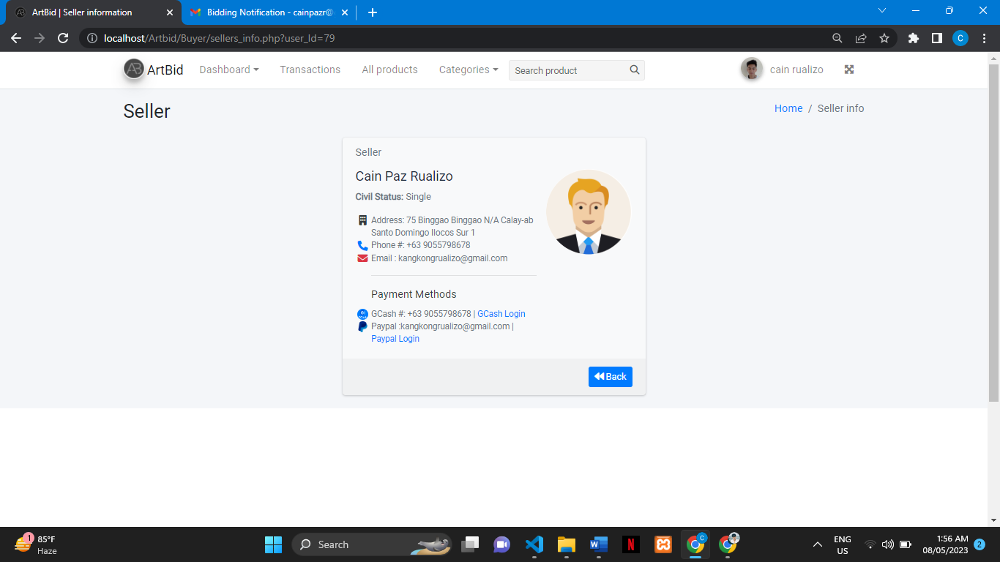 ArtBid | Seller information
Bidding Notification - cainpazr@
localhost/Artbid/Buyer/sellers_info.php?user_Id=79
C
AB
ArtBid
Dashboard
Transactions
All products
Categories
Search product
cain rualizo
Seller
Home / Seller info
Seller
Cain Paz Rualizo
Civil Status: Single
Address: 75 Binggao Binggao N/A Calay-ab
Santo Domingo Ilocos Sur 1
Phone #: +63 9055798678
Email : kangkongrualizo@gmail.com
Payment Methods
GCash #: +63 9055798678 | GCash Login
Paypal :kangkongrualizo@gmail.com |
Paypal Login
Back
1
85°F
Haze
Search
W
N
C
ENG
US
1:56 AM
08/05/2023
2